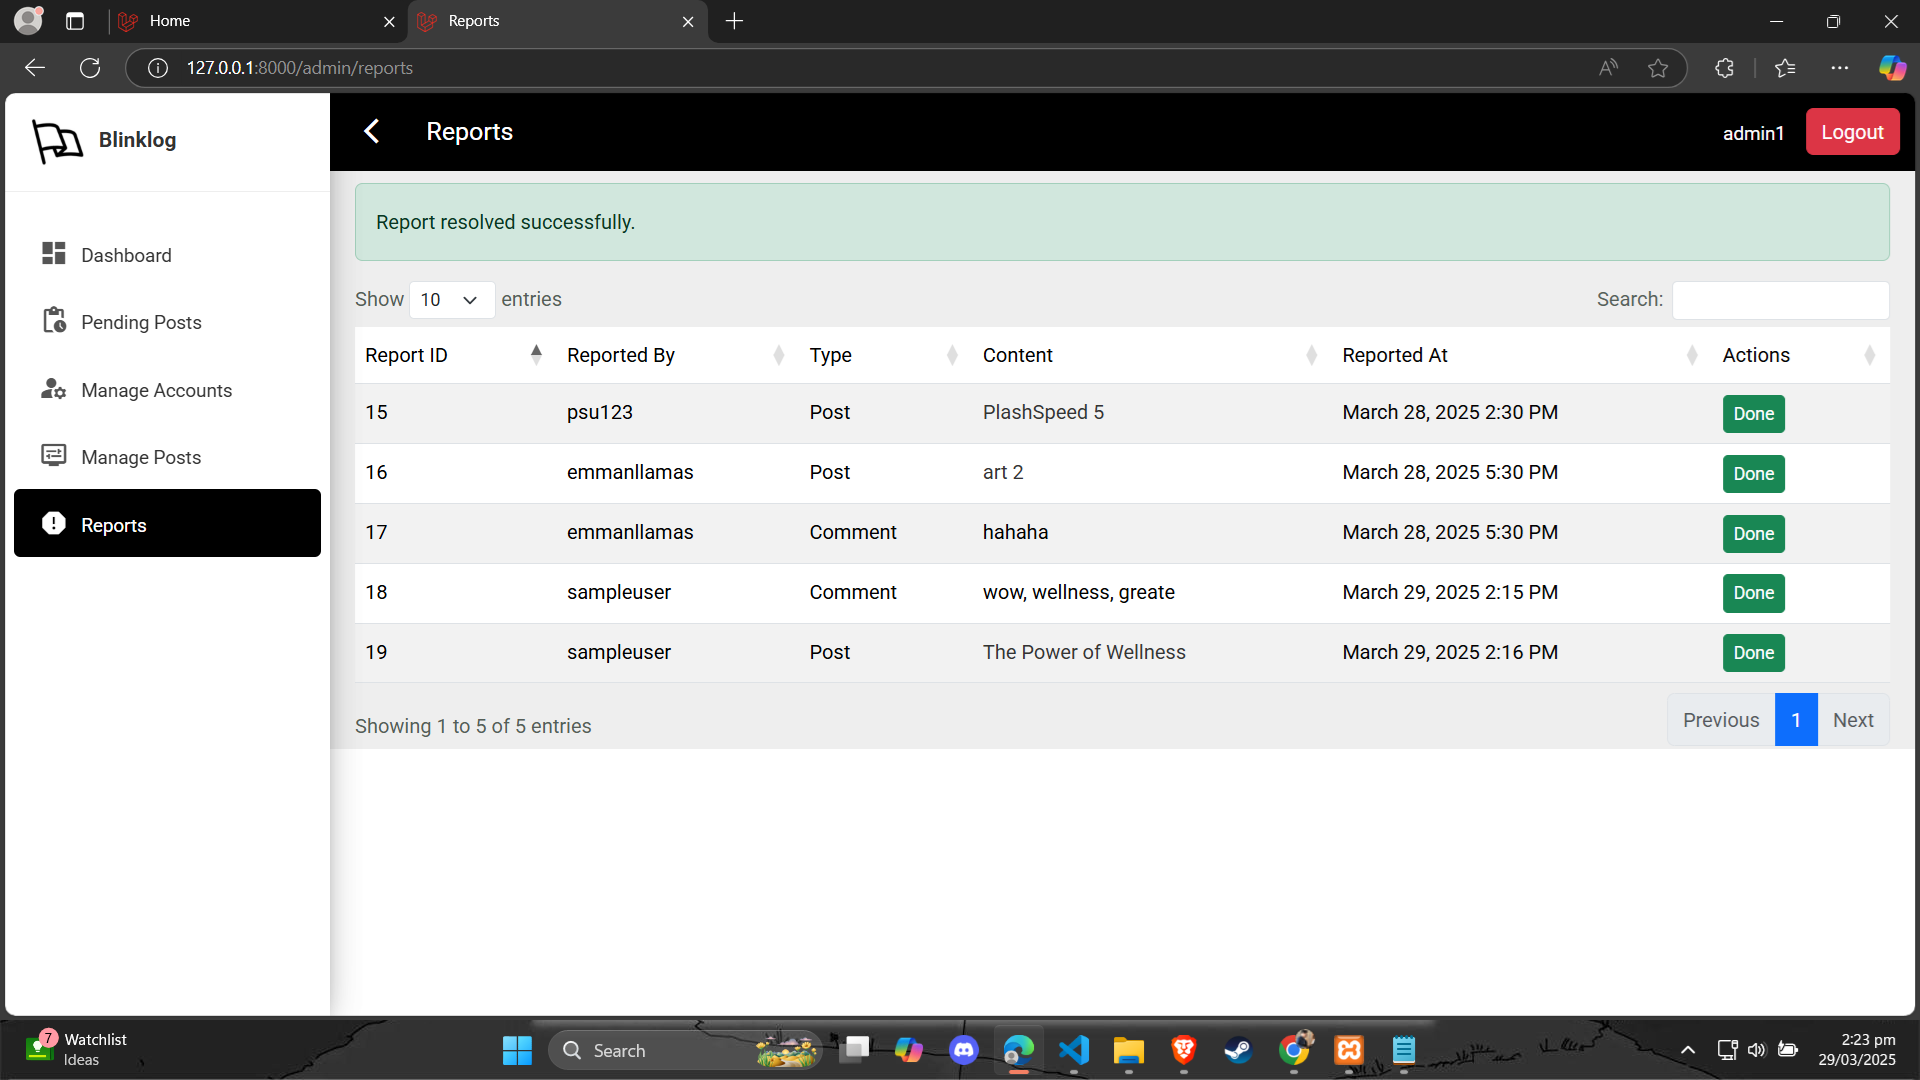 Home
Reports
127.0.0.1:8000/admin/reports
Blinklog
Reports
admin1
Logout
Report resolved successfully.
Dashboard
Pending Posts
Manage Accounts
Manage Posts
Reports
Show 10 entries
Search:
Report ID Reported By Type Content Reported At Actions
15 psu123 Post PlashSpeed 5 March 28, 2025 2:30 PM Done
16 emmanllamas Post art 2 March 28, 2025 5:30 PM Done
17 emmanllamas Comment hahaha March 28, 2025 5:30 PM Done
18 sampleuser Comment wow, wellness, greate March 29, 2025 2:15 PM Done
19 sampleuser Post The Power of Wellness March 29, 2025 2:16 PM Done
Showing 1 to 5 of 5 entries
Previous 1 Next
7
Watchlist
Ideas
Search
2:23 pm
29/03/2025